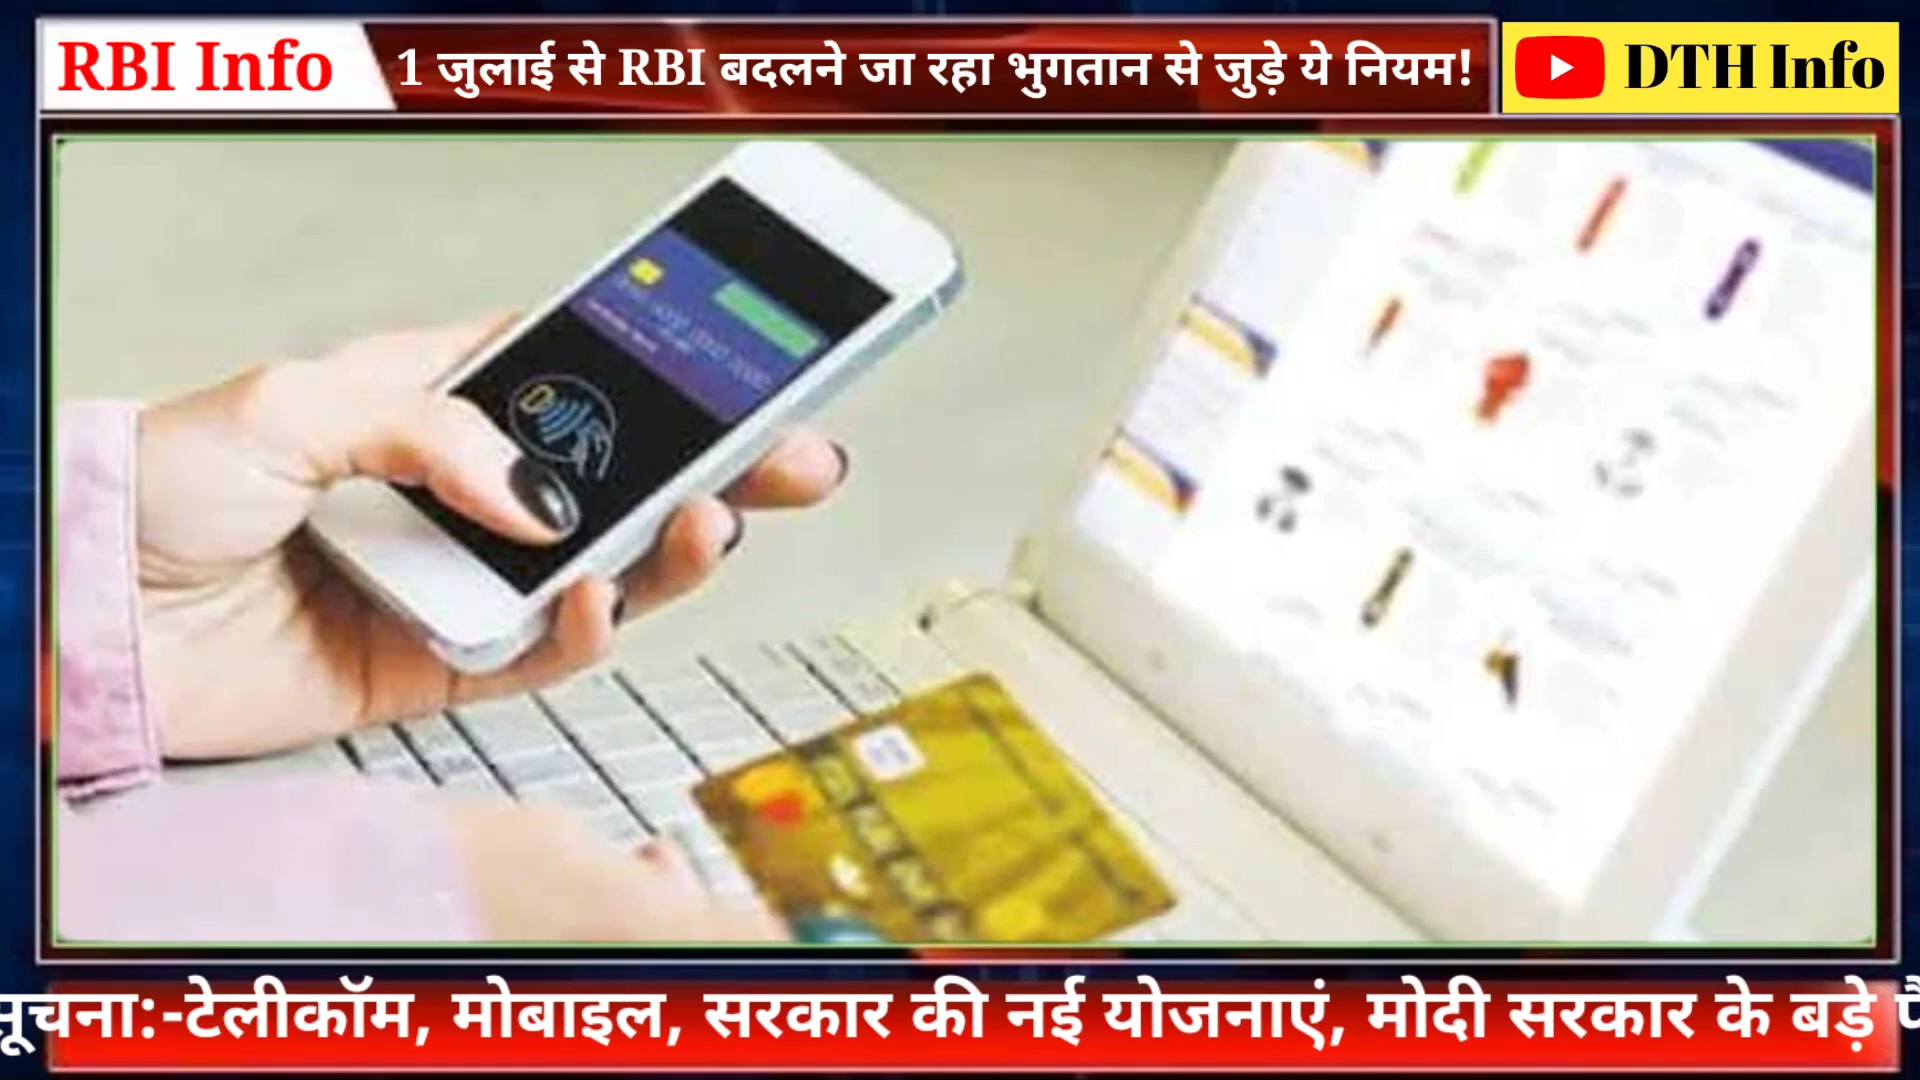 RBI Info
1 जुलाई से RBI बदलने जा रहा भुगतान से जुड़े ये नियम!
DTH Info
सूचना:-टेलीकॉम, मोबाइल, सरकार की नई योजनाएं, मोदी सरकार के बड़े